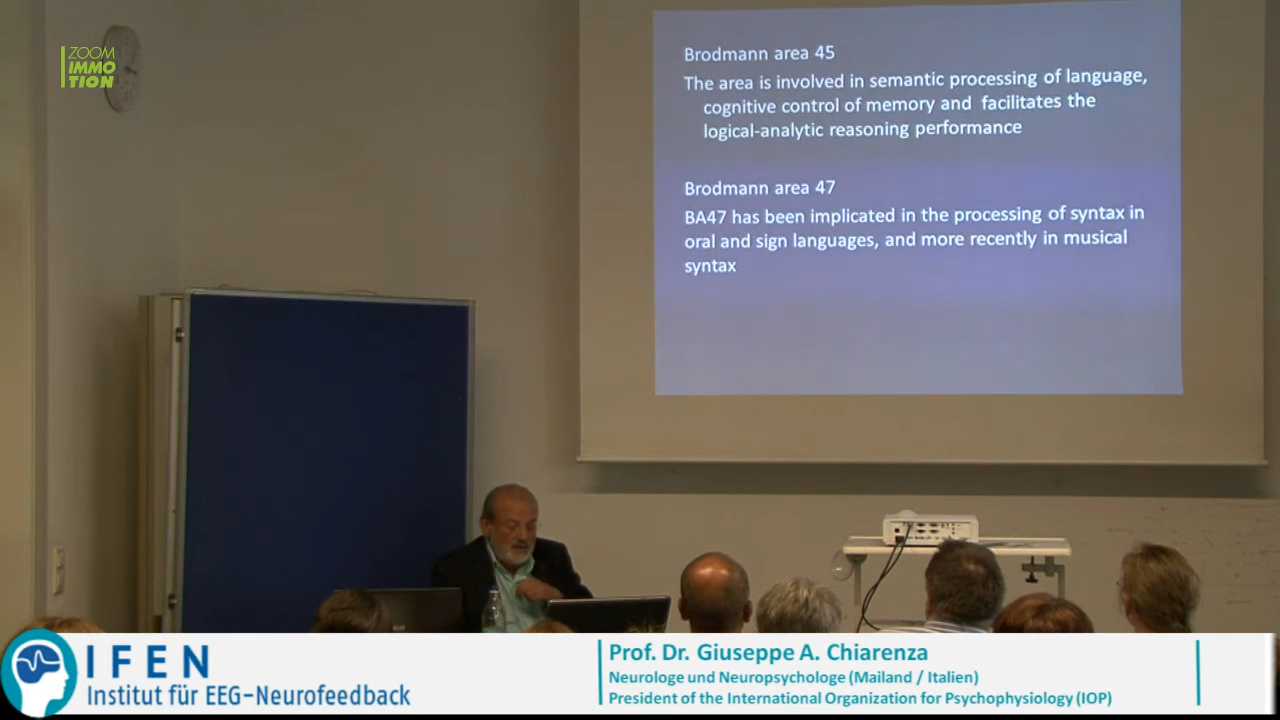 ZOOM
IMMO
TION
Brodmann area 45
The area is involved in semantic processing of language,
cognitive control of memory and facilitates the
logical-analytic reasoning performance
Brodmann area 47
BA47 has been implicated in the processing of syntax in
oral and sign languages, and more recently in musical
syntax
IFEN
Institut für EEG-Neurofeedback
Prof. Dr. Giuseppe A. Chiarenza
Neurologe und Neuropsychologe (Mailand / Italien)
President of the International Organization for Psychophysiology (IOP)